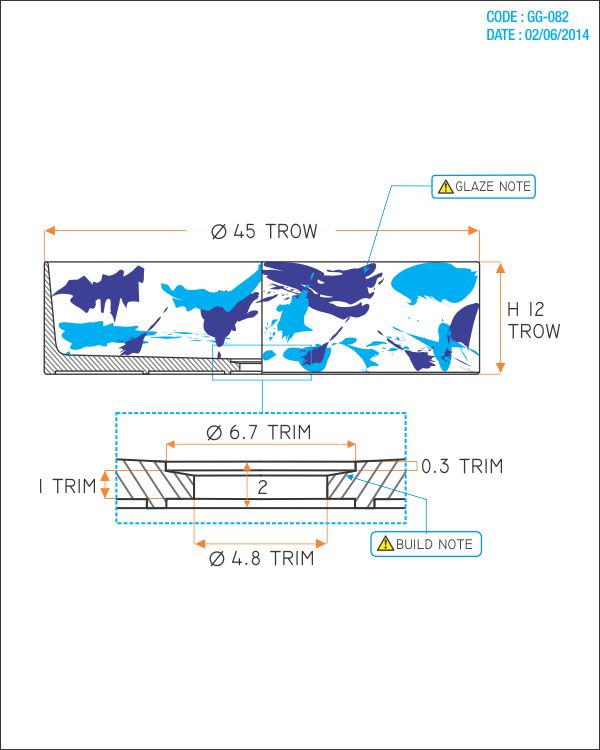 CODE : GG-082
DATE : 02/06/2014
GLAZE NOTE
Ø 45 TROW
H 12
TROW
Ø 6.7 TRIM
0.3 TRIM
1 TRIM
2
BUILD NOTE
Ø 4.8 TRIM